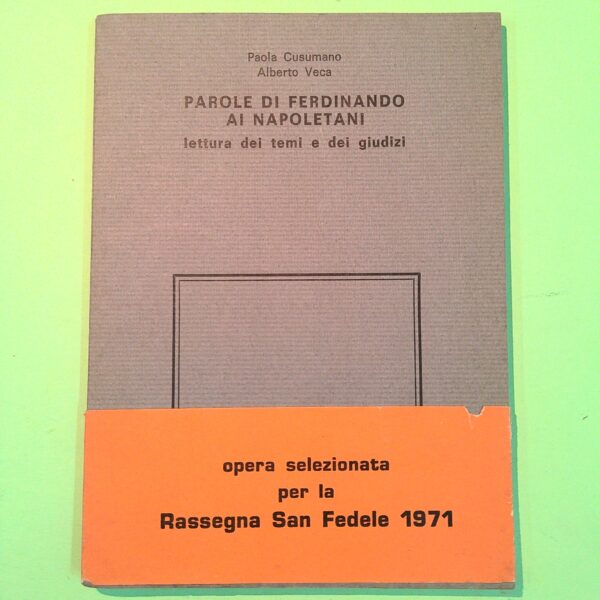 Paola Cusumano
Alberto Veca
PAROLE DI FERDINANDO
AI NAPOLETANI
lettura dei temi e dei giudizi
opera selezionata
per la
Rassegna San Fedele 1971